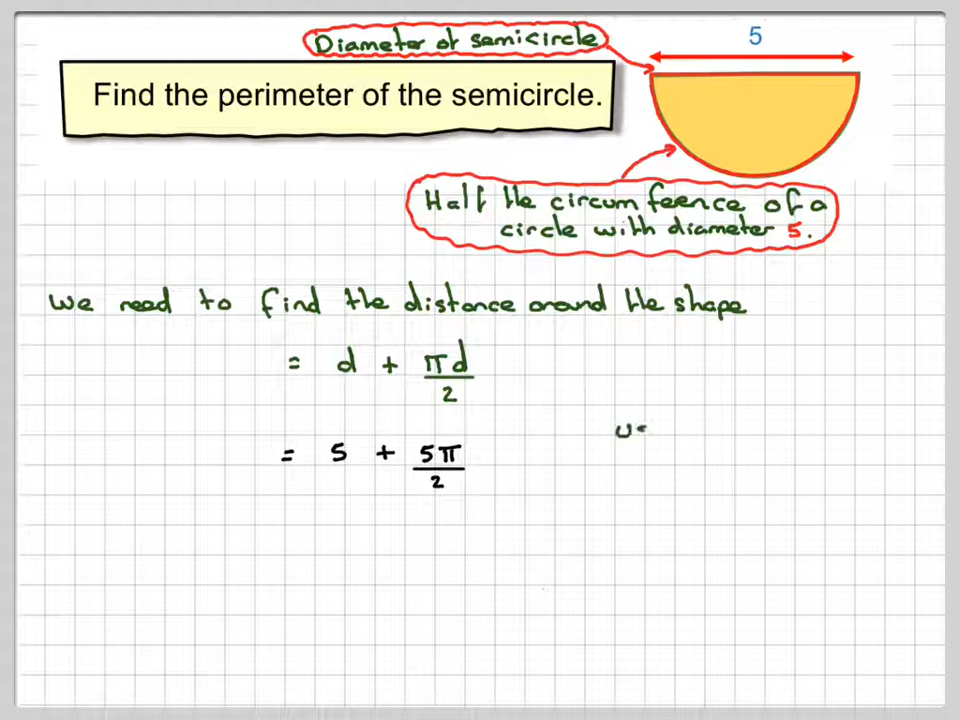 Diameter of semicircle
5
Find the perimeter of the semicircle.
Half the circumference of a
circle with diameter 5.
We need to find the distance around the shape
= d + πd/2
= 5 + 5π/2